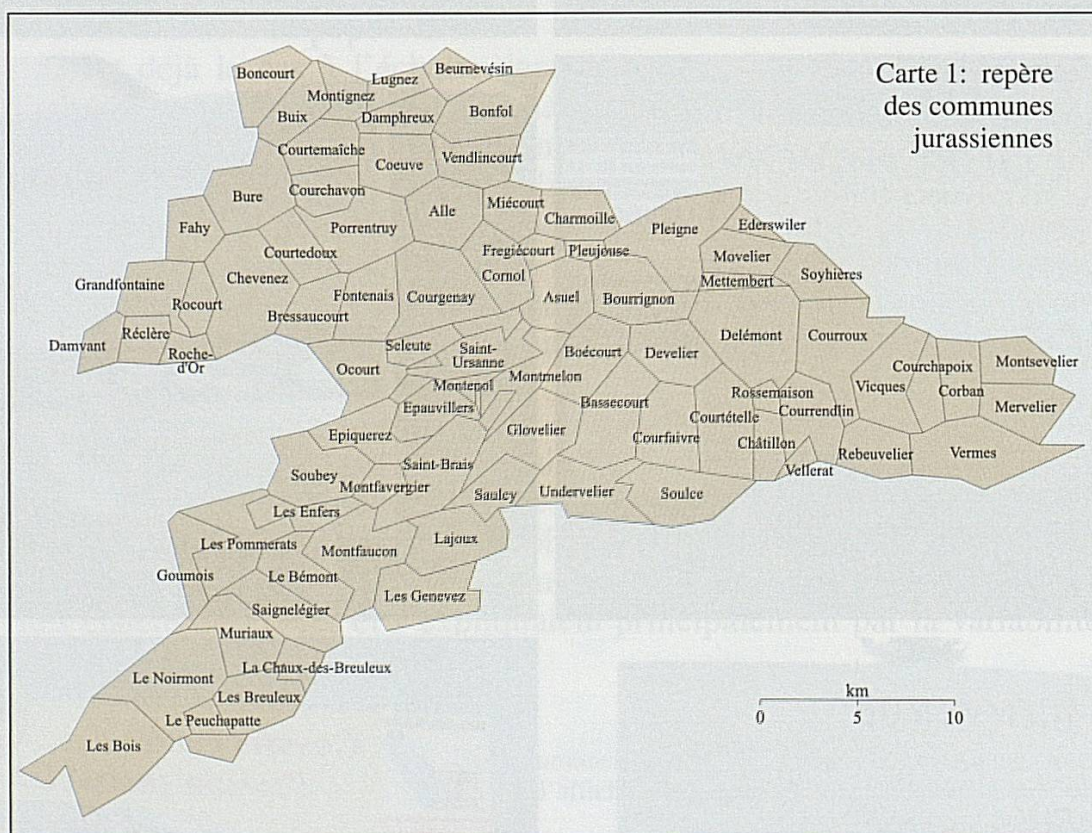 Carte 1: repère
des communes
jurassiennes
Boncourt
Beurnevésin
Lugnez
Montignez
Buix
Damphreux
Bonfol
Courtemaîche
Coeuve
Vendlincourt
Bure
Courchavon
Miécourt
Alle
Charmoille
Fahy
Porrentruy
Pleigne
Ederswiler
Courtedoux
Fregiécourt
Pleujouse
Movelier
Grandfontaine
Chevenez
Cornol
Mettembert
Soyhières
Rocourt
Fontenais
Courgenay
Asuel
Bourrignon
Bressaucourt
Réclère
Damvant
Roche-
d'Or
Seleute
Saint-
Ursanne
Boécourt
Develier
Delémont
Courroux
Ocourt
Montmelon
Courchapoix
Montsevelier
Montenol
Vicques
Corban
Epauvillers
Bassecourt
Rossemaison
Courtételle
Courrendlin
Mervelier
Epiquerez
Glovelier
Courfaivre
Châtillon
Rebeuvelier
Vermes
Soubey
Saint-Brais
Montfavergier
Vellerat
Saulcy
Undervelier
Soulce
Les Enfers
Les Pommerats
Montfaucon
Lajoux
Goumois
Le Bémont
Les Genevez
Saignelégier
Muriaux
La Chaux-des-Breuleux
Le Noirmont
Les Breuleux
Le Peuchapatte
Les Bois
km
0 5 10